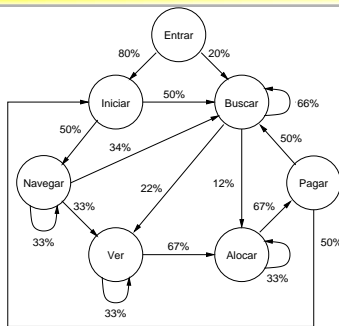 Entrar
80%
20%
Iniciar
50%
Buscar
66%
50%
34%
50%
Navegar
22%
12%
Pagar
33%
67%
50%
33%
Ver
67%
Alocar
33%
33%